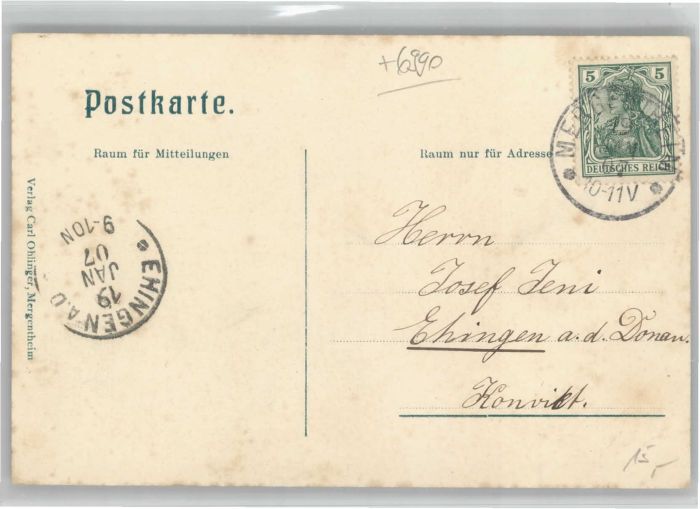 +6990
Postkarte.
Raum für Mitteilungen
Raum nur für Adresse
5 5
DEUTSCHES REICH
10-11V
Verlag Carl Ohlinger, Mergentheim
EHINGEN A.D
19
JAN
07
9-10N
Herrn
Josef Jeni
Ehingen a. d. Donau.
Konvikt.
15,-